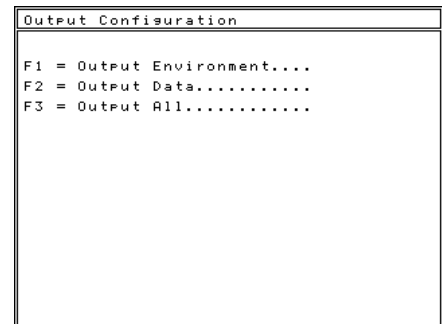 Output Configuration
F1 = Output Environment....
F2 = Output Data...........
F3 = Output All............